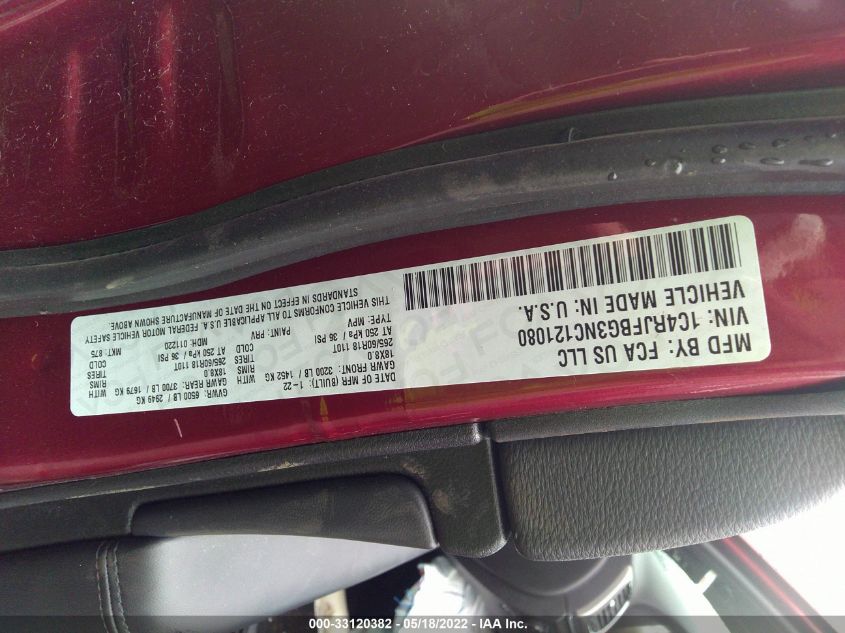 MFD BY: FCA US LLC
VIN: 1C4RJFBG3NC121080
VEHICLE MADE IN: U.S.A.
DATE OF MFR (BUILT): 1-22
GVWR: 6500 LB / 2949 KG
GAWR FRONT: 3200 LB / 1452 KG WITH
GAWR REAR: 3700 LB / 1679 KG WITH
18X8.0 RIMS
18X8.0 RIMS
265/60R18 110T TIRES
265/60R18 110T TIRES
AT 250 kPa / 36 PSI COLD
AT 250 kPa / 36 PSI COLD
TYPE: MPV
PAINT: PRV
MDH: 011220
MKT: 875
THIS VEHICLE CONFORMS TO ALL APPLICABLE U.S.A. FEDERAL MOTOR VEHICLE SAFETY
STANDARDS IN EFFECT ON THE DATE OF MANUFACTURE SHOWN ABOVE.
000-33120382 - 05/18/2022 - © IAA, Inc.